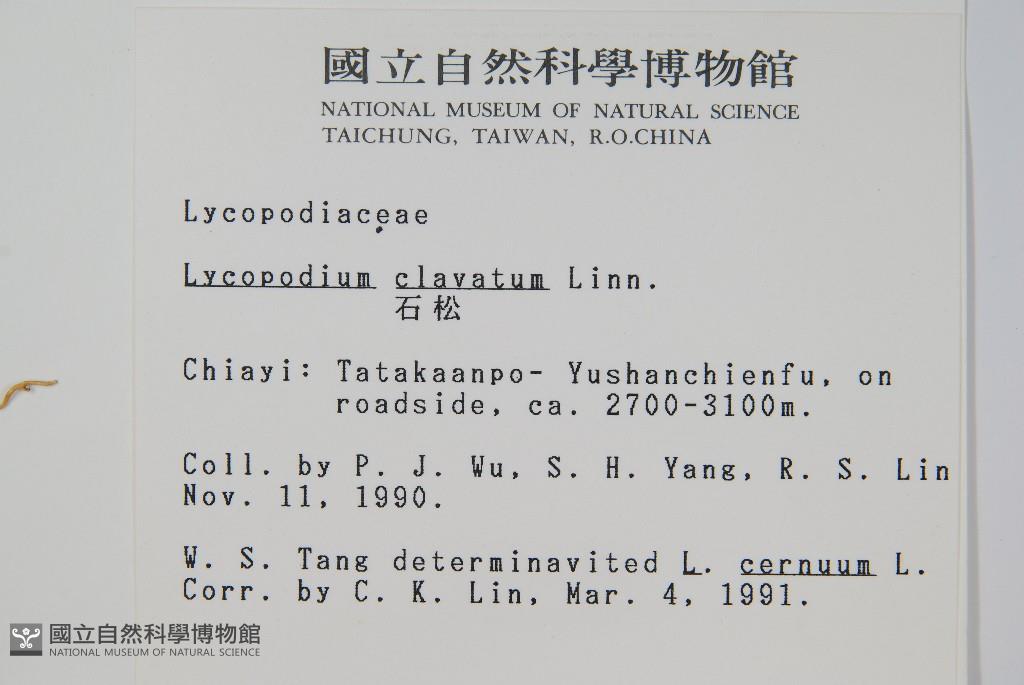 國立自然科學博物館
NATIONAL MUSEUM OF NATURAL SCIENCE
TAICHUNG, TAIWAN, R.O.CHINA
Lycopodiaceae
Lycopodium clavatum Linn.
石松
Chiayi: Tatakaanpo- Yushanchienfu, on
roadside, ca. 2700-3100m.
Coll. by P. J. Wu, S. H. Yang, R. S. Lin
Nov. 11, 1990.
W. S. Tang determinavited L. cernuum L.
Corr. by C. K. Lin, Mar. 4, 1991.
國立自然科學博物館
NATIONAL MUSEUM OF NATURAL SCIENCE